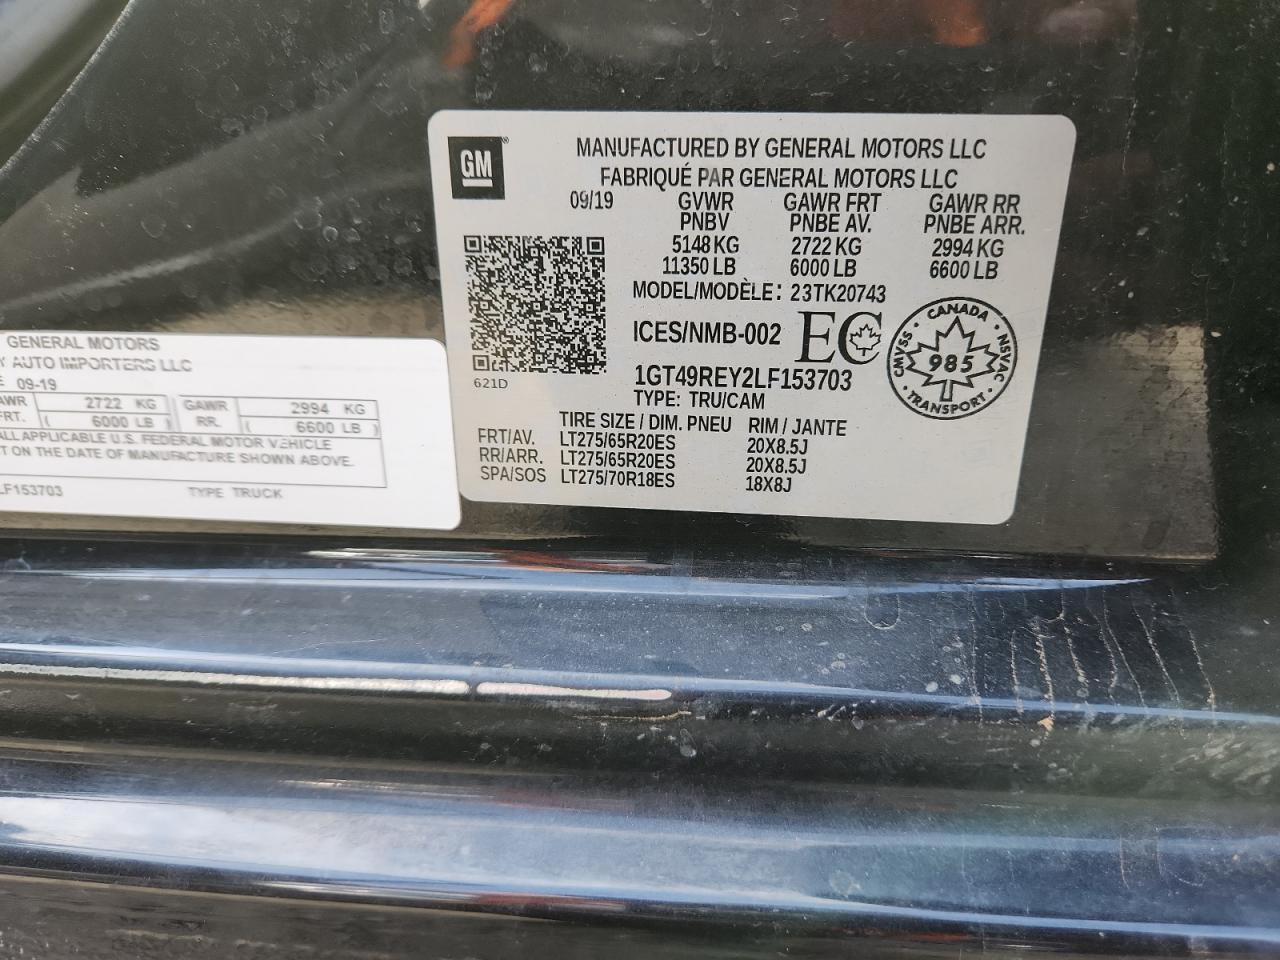 GM
MANUFACTURED BY GENERAL MOTORS LLC
FABRIQUÉ PAR GENERAL MOTORS LLC
09/19 GVWR GAWR FRT GAWR RR
PNBV PNBE AV. PNBE ARR.
5148 KG 2722 KG 2994 KG
11350 LB 6000 LB 6600 LB
MODEL/MODÈLE: 23TK20743
ICES/NMB-002 EC
CANADA
CMVSS 985 NSVAC
TRANSPORT
621D
1GT49REY2LF153703
TYPE: TRU/CAM
TIRE SIZE / DIM. PNEU RIM / JANTE
FRT/AV. LT275/65R20ES 20X8.5J
RR/ARR. LT275/65R20ES 20X8.5J
SPA/SOS LT275/70R18ES 18X8J
GENERAL MOTORS
Y AUTO IMPORTERS LLC
E 09-19
AWR 2722 KG GAWR 2994 KG
FRT. ( 6000 LB ) RR. ( 6600 LB )
ALL APPLICABLE U.S. FEDERAL MOTOR VEHICLE
T ON THE DATE OF MANUFACTURE SHOWN ABOVE.
LF153703 TYPE TRUCK